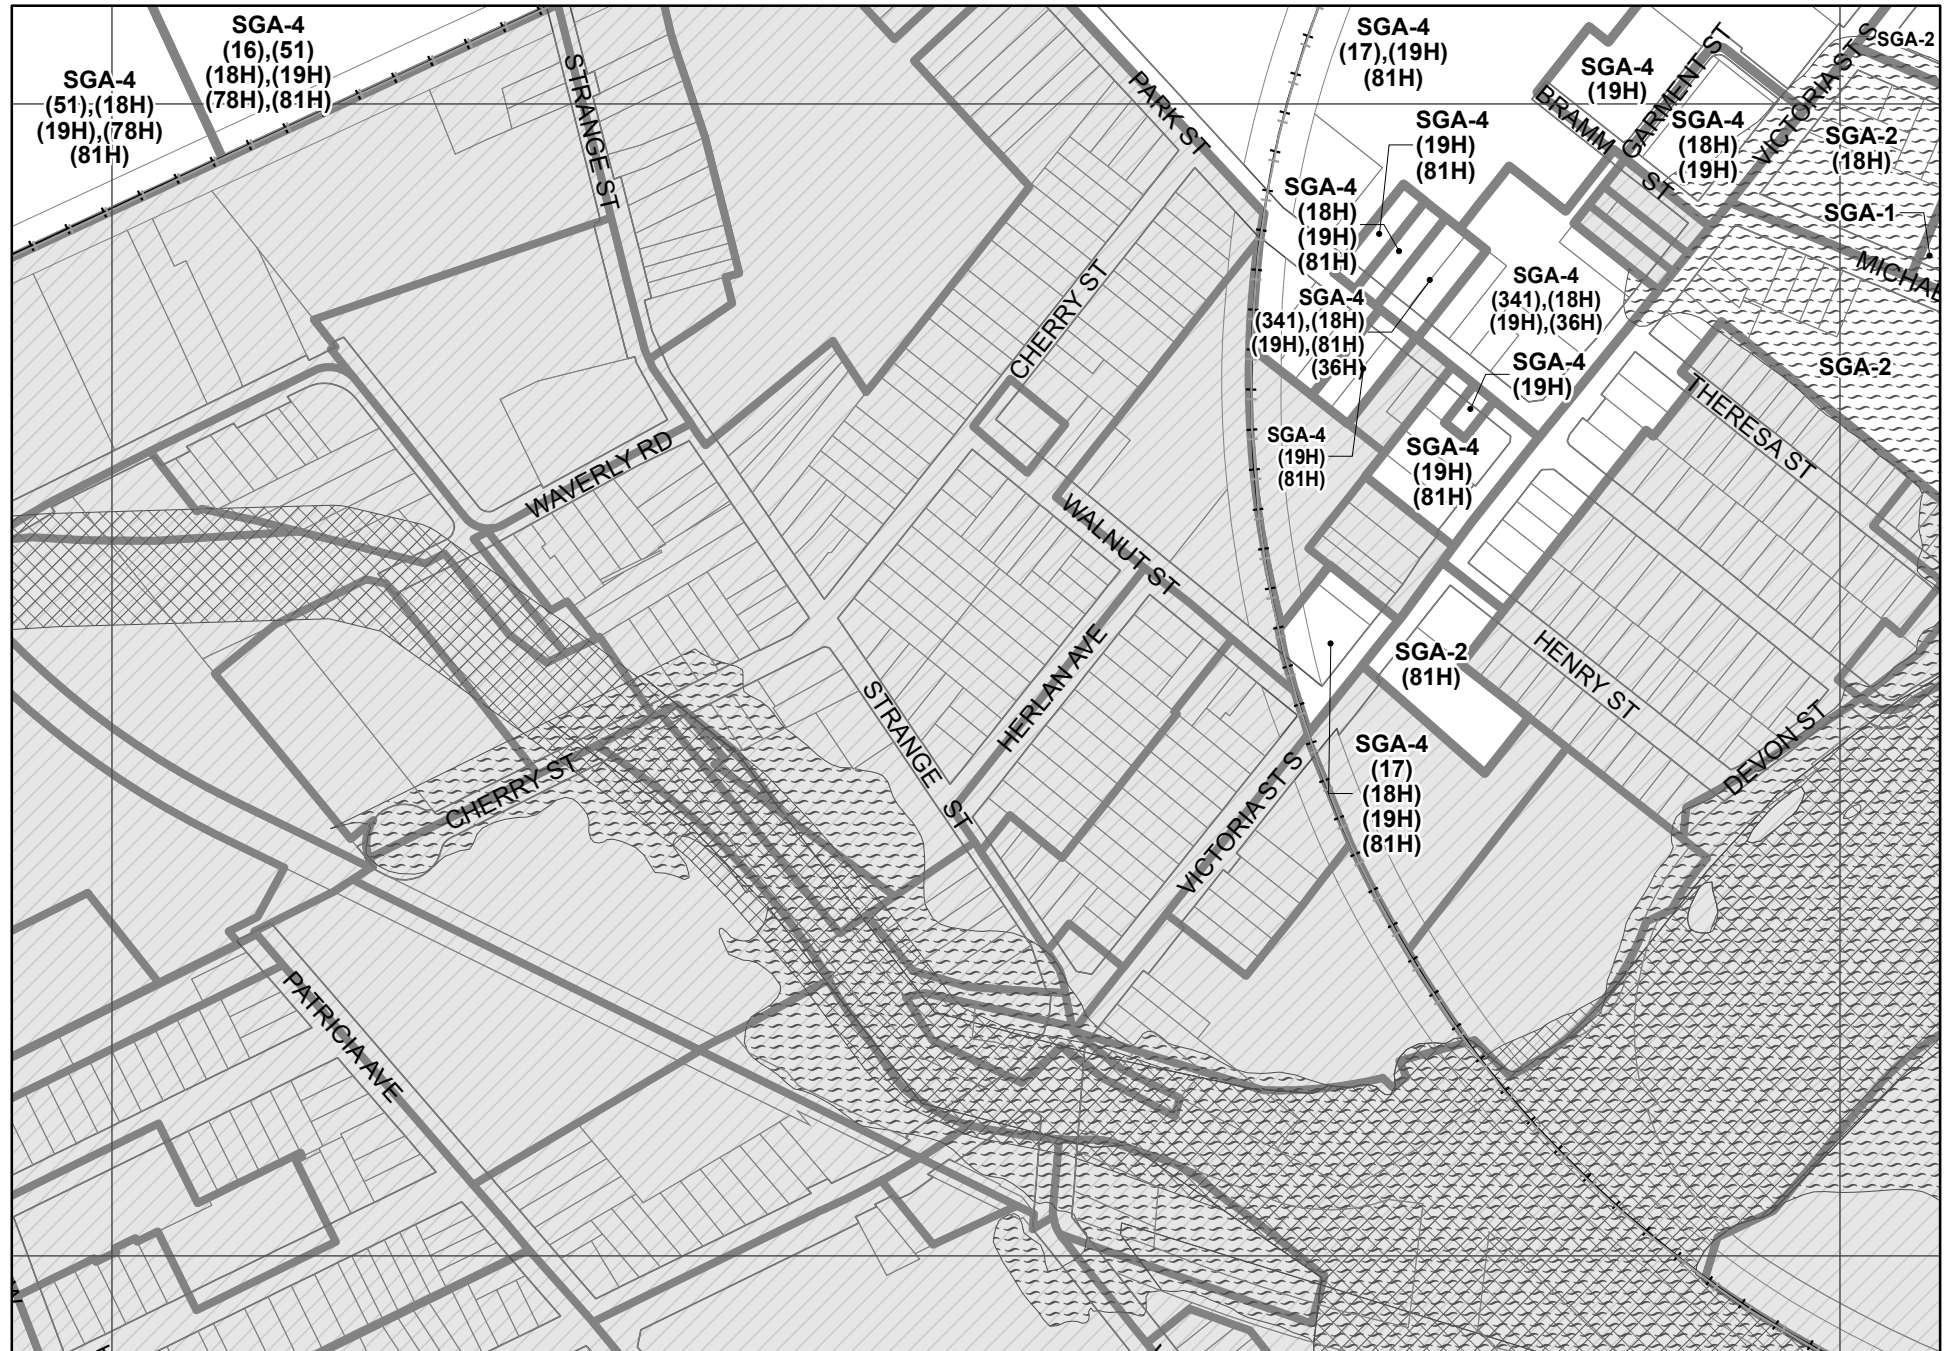 SGA-4
(51),(18H)
(19H),(78H)
(81H)
SGA-4
(16),(51)
(18H),(19H)
(78H),(81H)
STRANGE ST
PARK ST
SGA-4
(17),(19H)
(81H)
SGA-4
(19H)
(81H)
SGA-4
(18H)
(19H)
(81H)
SGA-4
(341),(18H)
(19H),(81H)
(36H)
SGA-4
(19H)
(81H)
SGA-4
(19H)
BRAMM ST
GARMENT ST
SGA-4
(18H)
(19H)
VICTORIA ST S
SGA-2
SGA-2
(18H)
SGA-1
MICHAE
SGA-4
(341),(18H)
(19H),(36H)
SGA-4
(19H)
SGA-4
(19H)
(81H)
SGA-2
THERESA ST
CHERRY ST
WAVERLY RD
WALNUT ST
HERLAN AVE
STRANGE ST
VICTORIA ST S
SGA-2
(81H)
HENRY ST
DEVON ST
SGA-4
(17)
(18H)
(19H)
(81H)
CHERRY ST
PATRICIA AVE